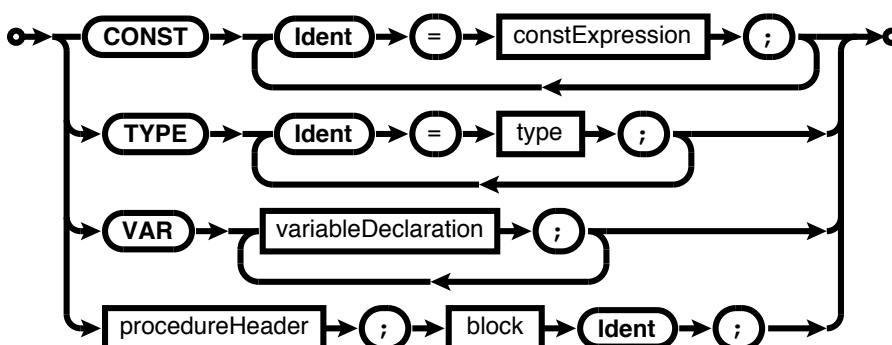 CONST Ident = constExpression ;
TYPE Ident = type ;
VAR variableDeclaration ;
procedureHeader ; block Ident ;